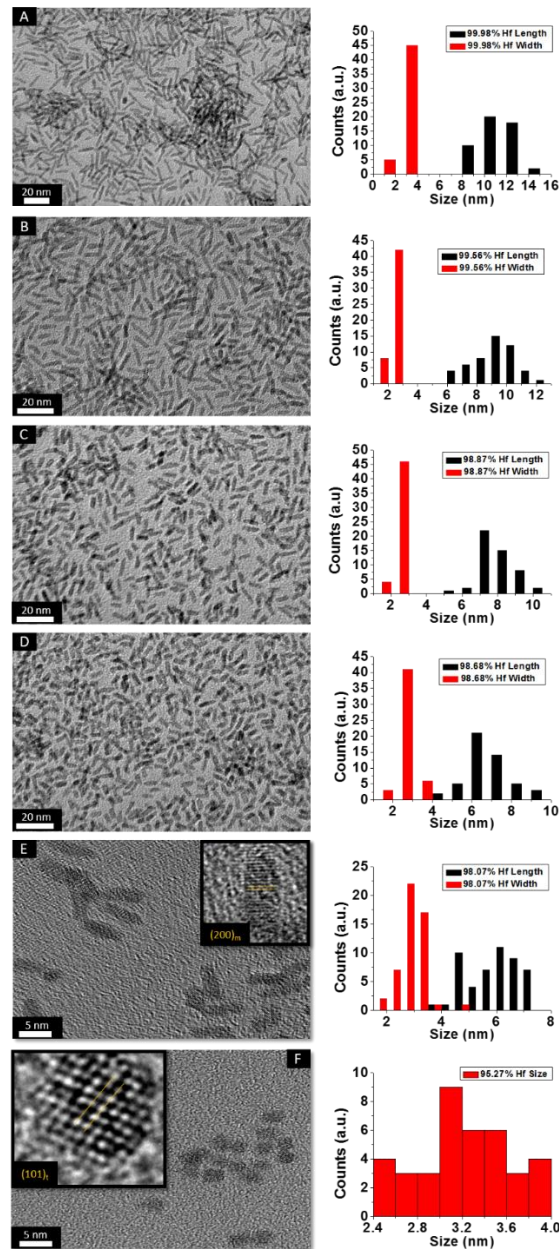 A
20 nm
Counts (a.u.)
50
45
40
35
30
25
20
15
10
5
0
99.98% Hf Length
99.98% Hf Width
0 2 4 6 8 10 12 14 16
Size (nm)
B
20 nm
Counts (a.u.)
45
40
35
30
25
20
15
10
5
0
99.56% Hf Length
99.56% Hf Width
2 4 6 8 10 12
Size (nm)
C
20 nm
Counts (a.u)
50
45
40
35
30
25
20
15
10
5
0
98.87% Hf Length
98.87% Hf Width
2 4 6 8 10
Size (nm)
D
20 nm
Counts (a.u.)
45
40
35
30
25
20
15
10
5
0
98.68% Hf Length
98.68% Hf Width
2 4 6 8 10
Size (nm)
E
(200)m
5 nm
Counts (a.u.)
25
20
15
10
5
0
98.07% Hf Length
98.07% Hf Width
2 4 6 8
Size (nm)
F
(101)t
5 nm
Counts (a.u.)
10
8
6
4
2
0
95.27% Hf Size
2.4 2.8 3.2 3.6 4.0
Size (nm)